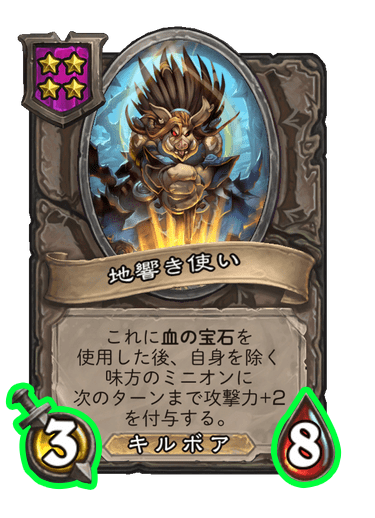 地響き使い
これに血の宝石を
使用した後、自身を除く
味方のミニオンに
次のターンまで攻撃力+2
を付与する。
3
キルボア
8